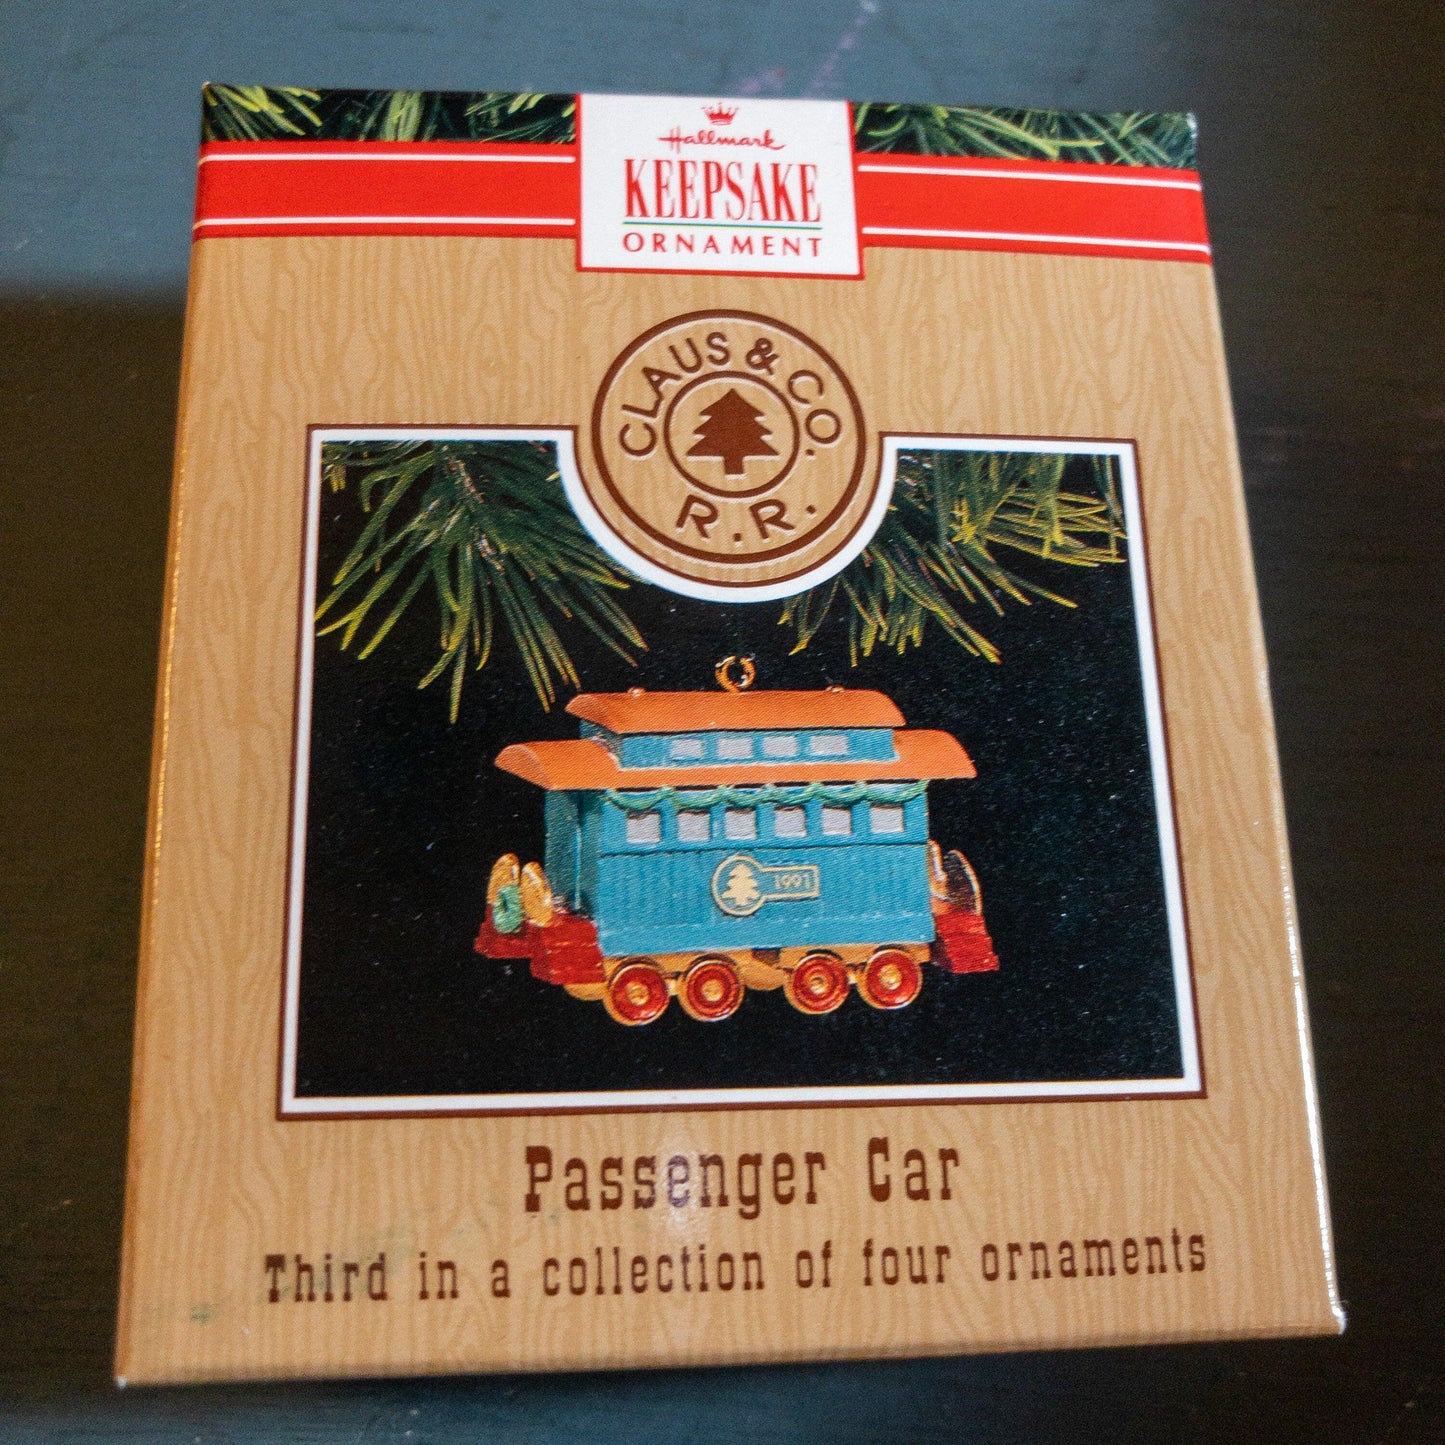 Hallmark
KEEPSAKE
ORNAMENT
CLAUS & CO.
R.R.
1991
Passenger Car
Third in a collection of four ornaments